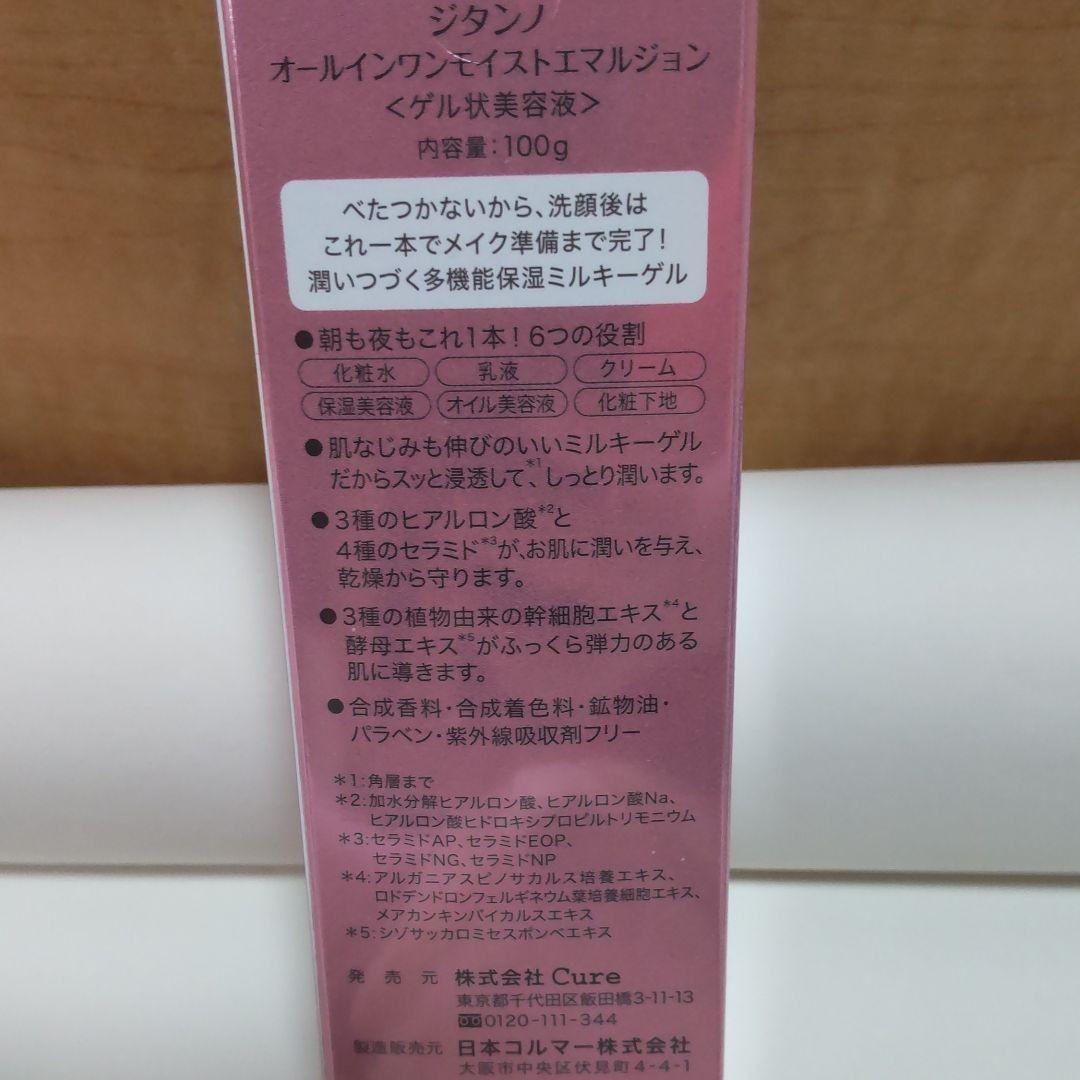 ジタンノ
オールインワンモイストエマルジョン
＜ゲル状美容液＞
内容量：100g
べたつかないから、洗顔後は
これ一本でメイク準備まで完了！
潤いつづく多機能保湿ミルキーゲル
●朝も夜もこれ1本！6つの役割
化粧水 乳液 クリーム
保湿美容液 オイル美容液 化粧下地
●肌なじみも伸びのいいミルキーゲル
だからスッと浸透して*1、しっとり潤います。
●3種のヒアルロン酸*2と
4種のセラミド*3が、お肌に潤いを与え、
乾燥から守ります。
●3種の植物由来の幹細胞エキス*4と
酵母エキス*5がふっくら弾力のある
肌に導きます。
●合成香料・合成着色料・鉱物油・
パラベン・紫外線吸収剤フリー
＊1：角層まで
＊2：加水分解ヒアルロン酸、ヒアルロン酸Na、
ヒアルロン酸ヒドロキシプロピルトリモニウム
＊3：セラミドAP、セラミドEOP、
セラミドNG、セラミドNP
＊4：アルガニアスピノサカルス培養エキス、
ロドデンドロンフェルギネウム葉培養細胞エキス、
メアカンキンバイカルスエキス
＊5：シゾサッカロミセスポンベエキス
発売元 株式会社 Cure
東京都千代田区飯田橋3-11-13
0120-111-344
製造販売元 日本コルマー株式会社
大阪市中央区伏見町4-4-1